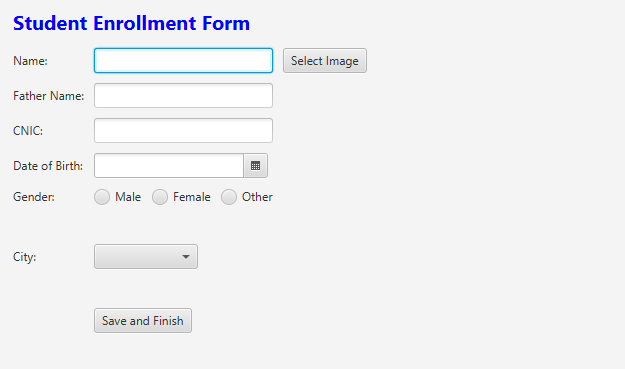 Student Enrollment Form
Name: Select Image
Father Name:
CNIC:
Date of Birth:
Gender: Male Female Other
City:
Save and Finish